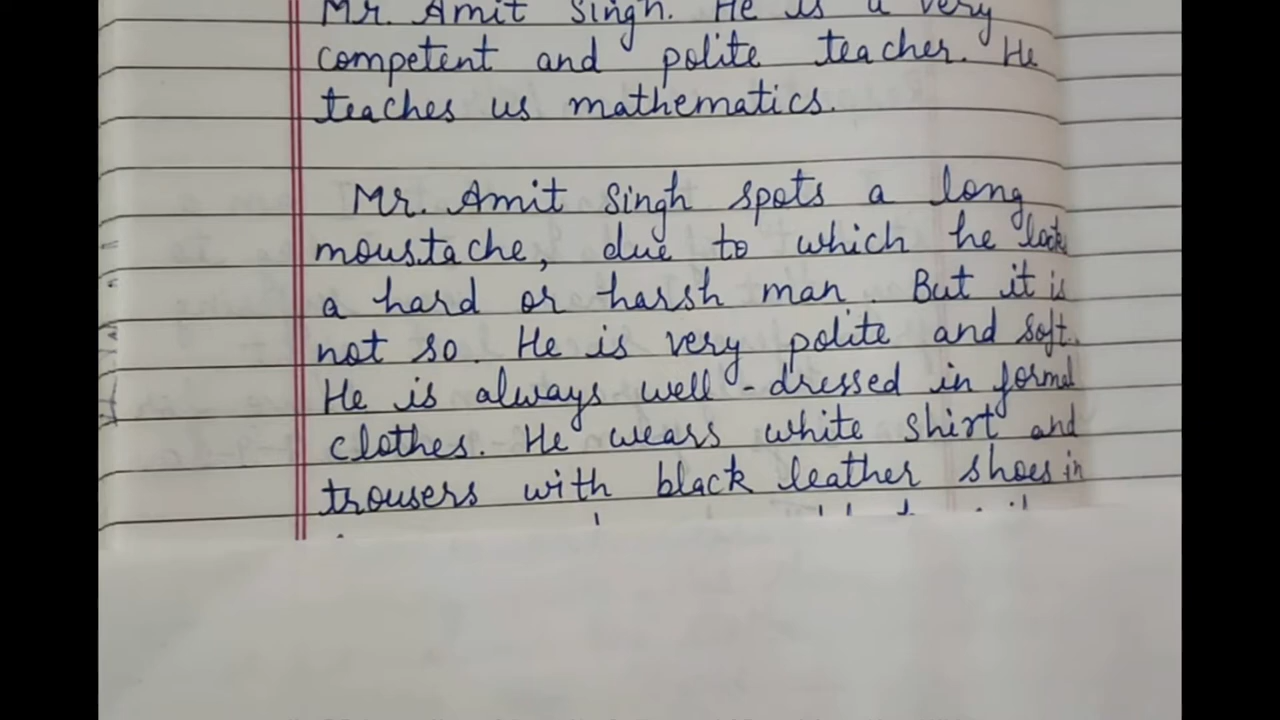 Mr. Amit Singh. He is a very
competent and polite teacher. He
teaches us mathematics.
Mr. Amit Singh spots a long
moustache, due to which he looks
a hard or harsh man. But it is
not so. He is very polite and soft.
He is always well-dressed in formal
clothes. He wears white shirt and
trousers with black leather shoes in